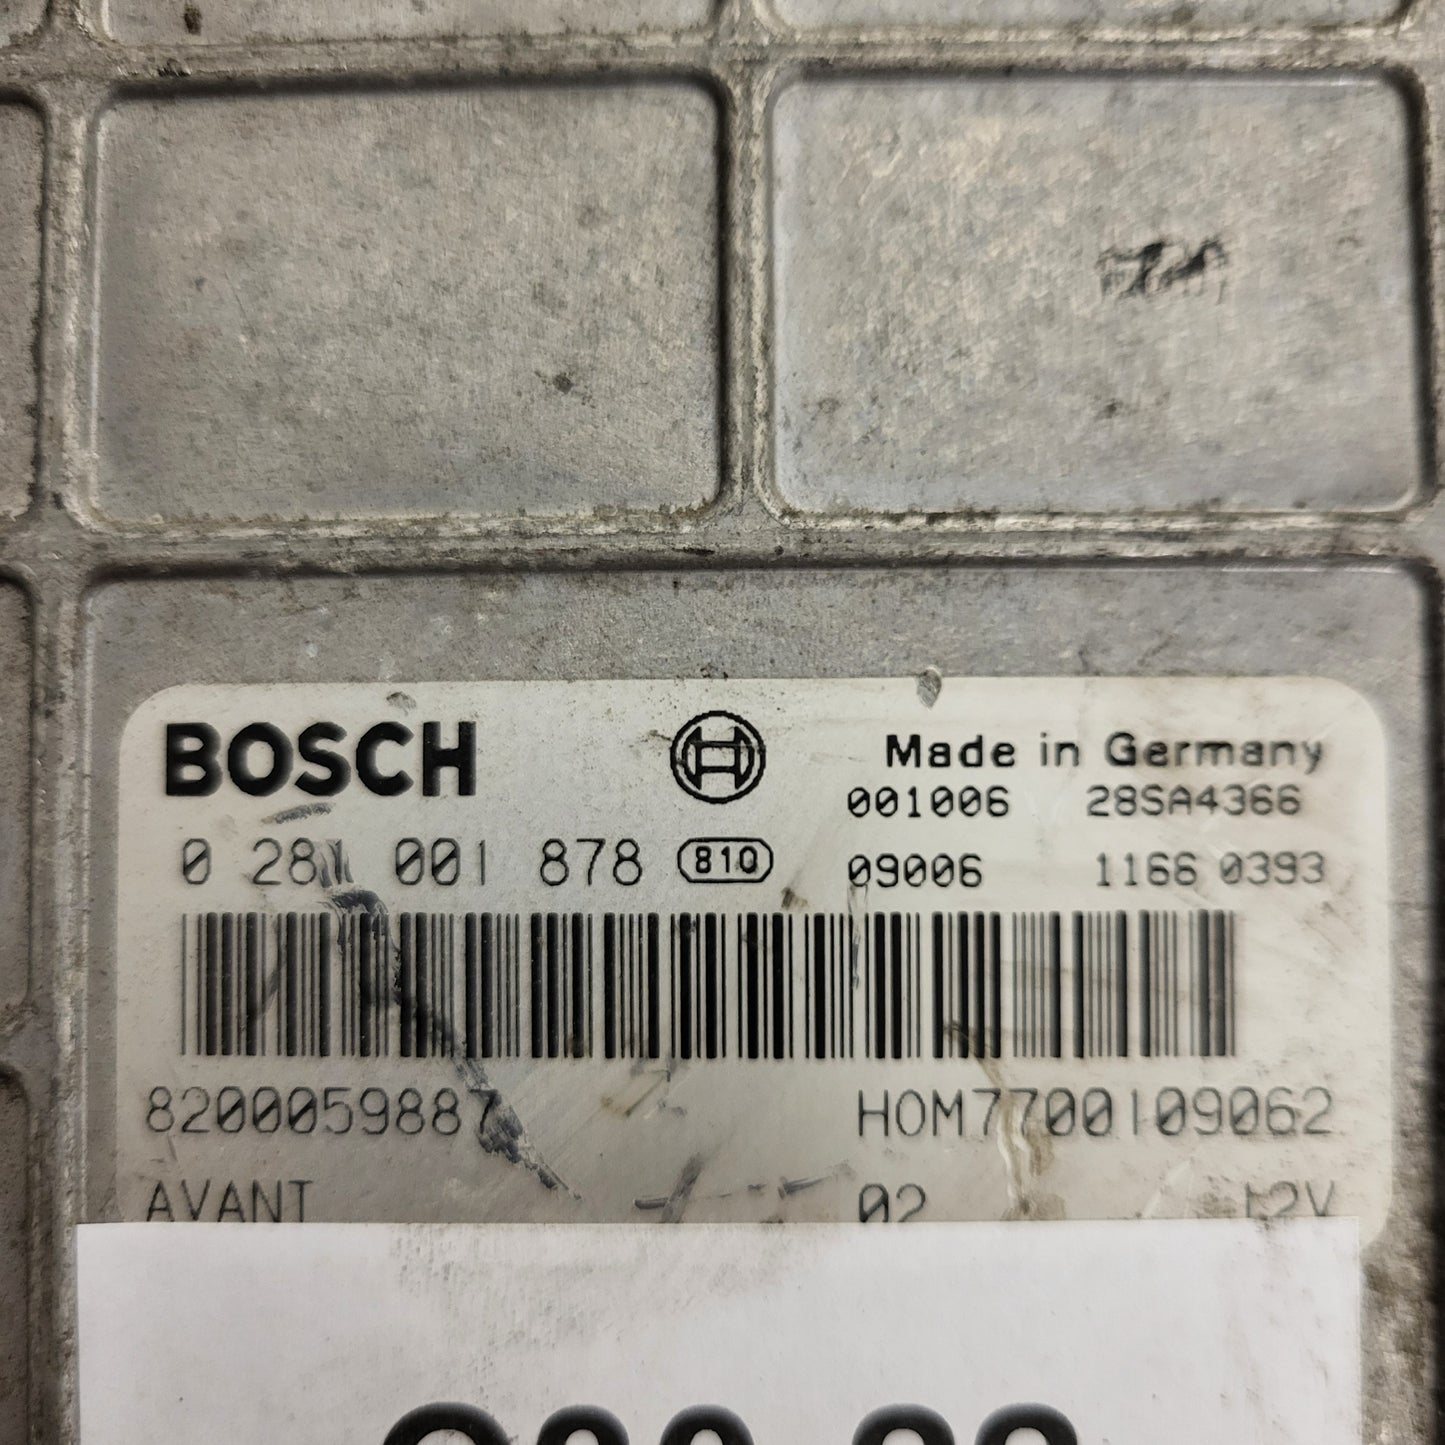 BOSCH Made in Germany
001006 28SA4366
0 281 001 878 810 09006 1166 0393
8200059887 HOM7700109062
AVANT 02 12V